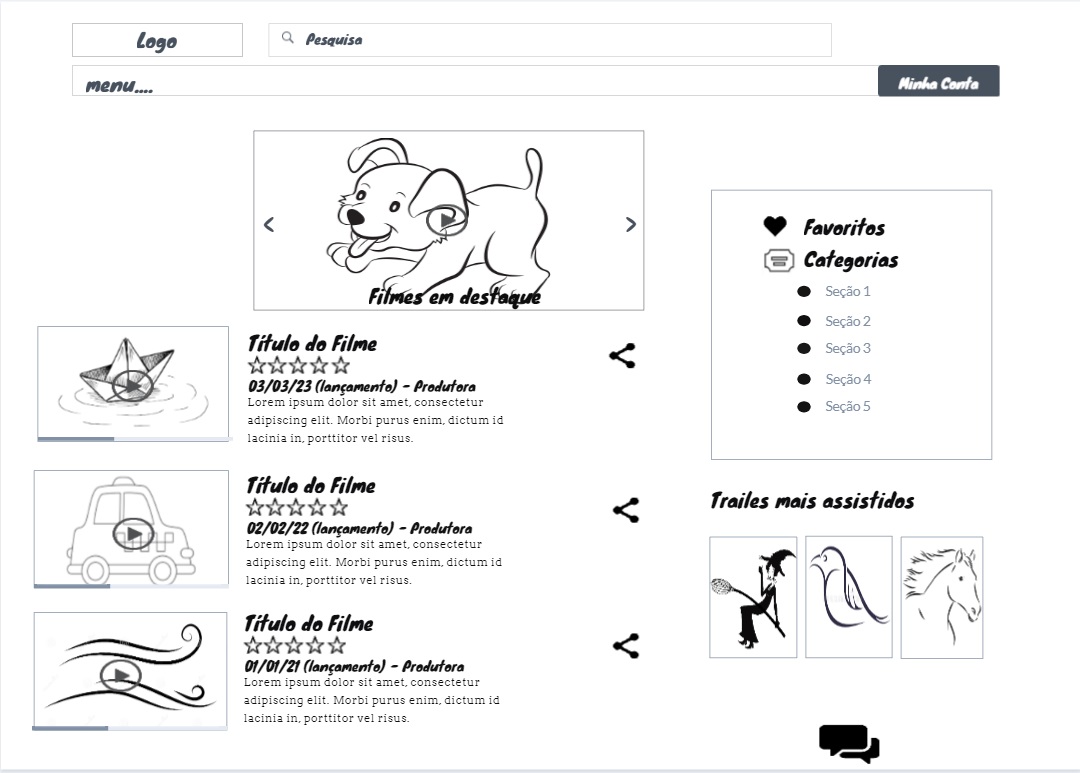 Logo
Pesquisa
menu....
Minha Conta
Filmes em destaque
Favoritos
Categorias
Seção 1
Seção 2
Seção 3
Seção 4
Seção 5
Título do Filme
03/03/23 (lançamento) - Produtora
Lorem ipsum dolor sit amet, consectetur
adipiscing elit. Morbi purus enim, dictum id
lacinia in, porttitor vel risus.
Título do Filme
02/02/22 (lançamento) - Produtora
Lorem ipsum dolor sit amet, consectetur
adipiscing elit. Morbi purus enim, dictum id
lacinia in, porttitor vel risus.
Título do Filme
01/01/21 (lançamento) - Produtora
Lorem ipsum dolor sit amet, consectetur
adipiscing elit. Morbi purus enim, dictum id
lacinia in, porttitor vel risus.
Trailes mais assistidos